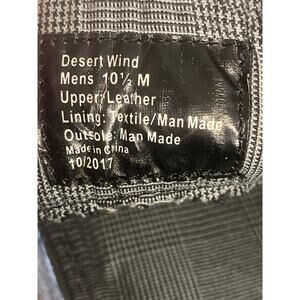 Desert Wind
Mens 10½ M
Upper: Leather
Lining: Textile/Man Made
Outsole: Man Made
Made in China
10/2017